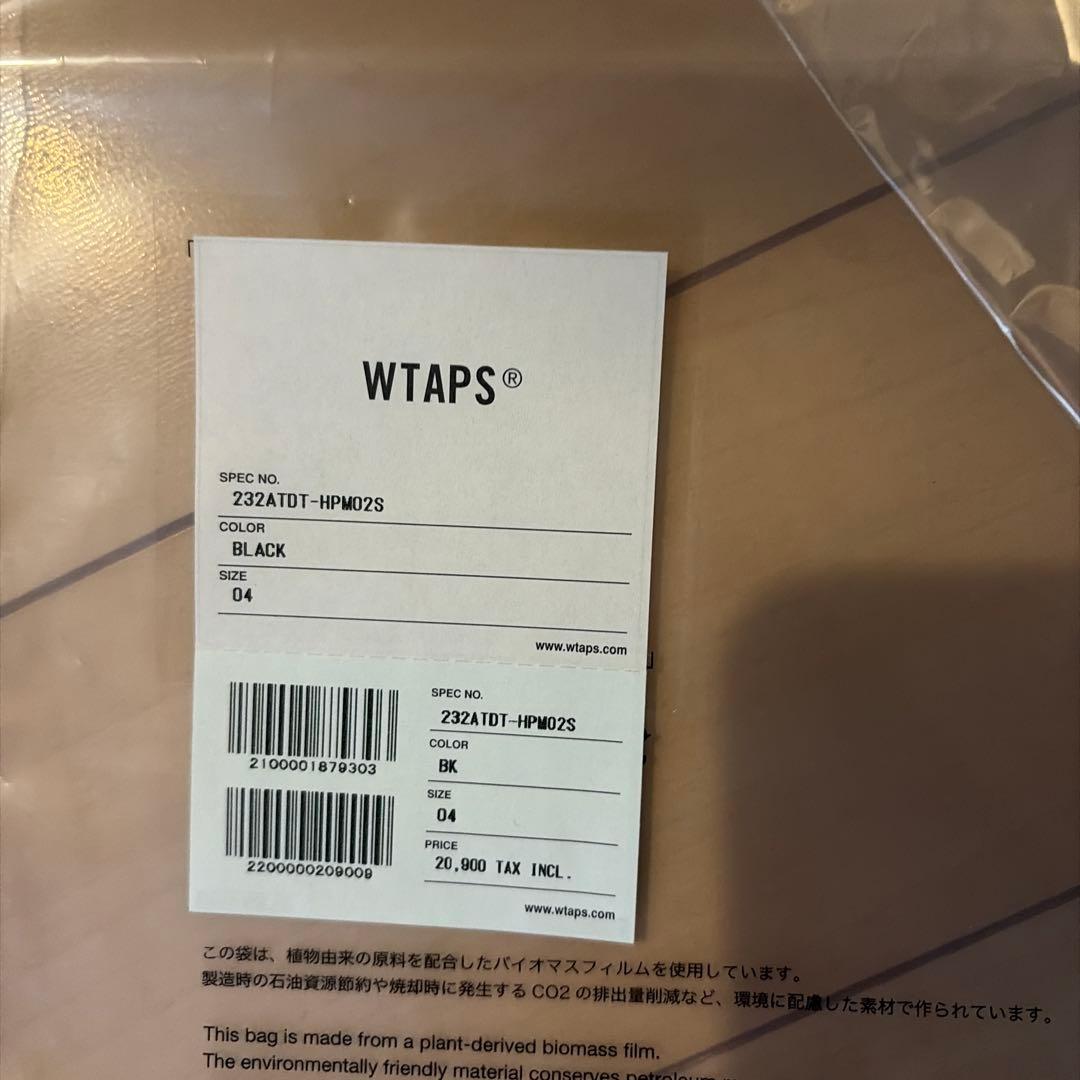 WTAPS®
SPEC NO.
232ATDT-HPM02S
COLOR
BLACK
SIZE
04
www.wtaps.com
2100001879303
2200000209009
SPEC NO.
232ATDT-HPM02S
COLOR
BK
SIZE
04
PRICE
20,900 TAX INCL.
www.wtaps.com
この袋は、植物由来の原料を配合したバイオマスフィルムを使用しています。
製造時の石油資源節約や焼却時に発生するCO2の排出量削減など、環境に配慮した素材で作られています。
This bag is made from a plant-derived biomass film.
The environmentally friendly material conserves petroleum